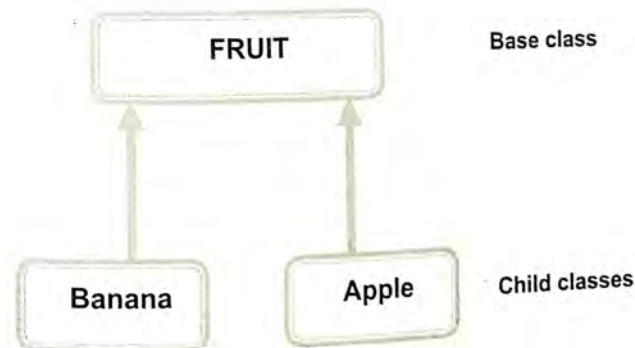 FRUIT
Base class
Banana
Apple
Child classes